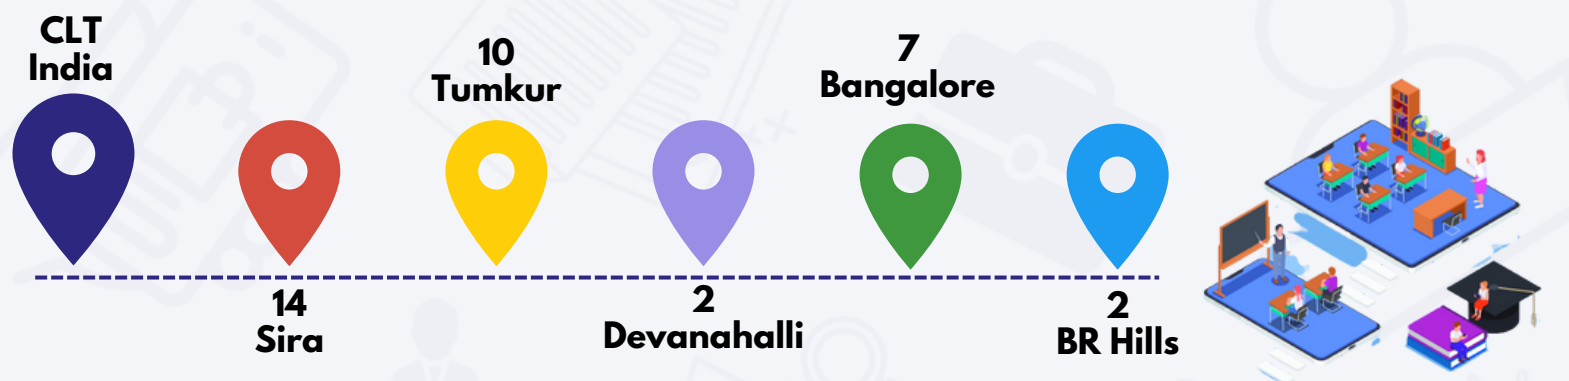 CLT
India
14
Sira
10
Tumkur
2
Devanahalli
7
Bangalore
2
BR Hills